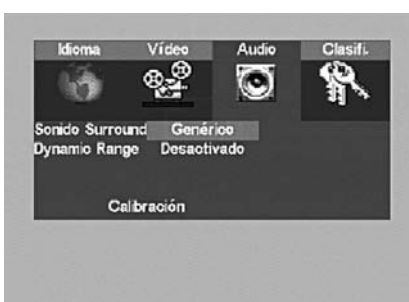 Idioma Vídeo Audio Clasifi.
Sonido Surround Genérico
Dynamic Range Desactivado
Calibración